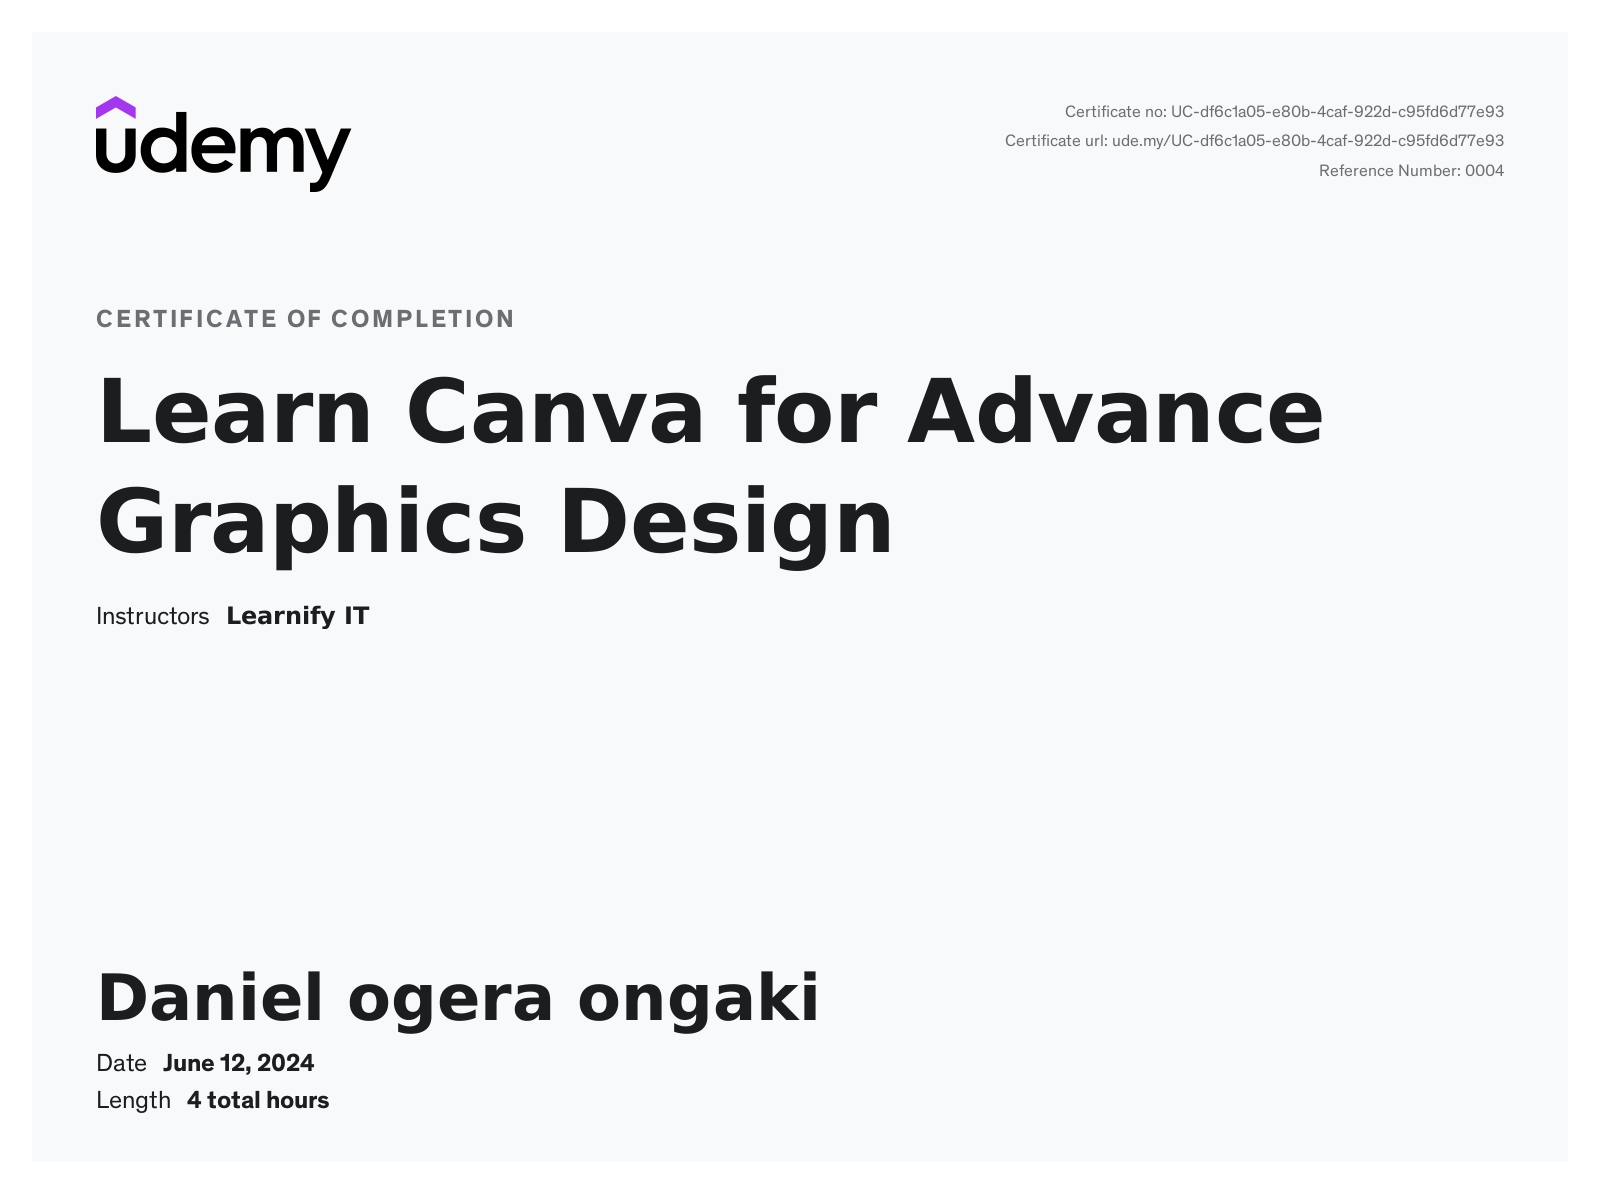 udemy
Certificate no: UC-df6c1a05-e80b-4caf-922d-c95fd6d77e93
Certificate url: ude.my/UC-df6c1a05-e80b-4caf-922d-c95fd6d77e93
Reference Number: 0004
CERTIFICATE OF COMPLETION
Learn Canva for Advance
Graphics Design
Instructors Learnify IT
Daniel ogera ongaki
Date June 12, 2024
Length 4 total hours